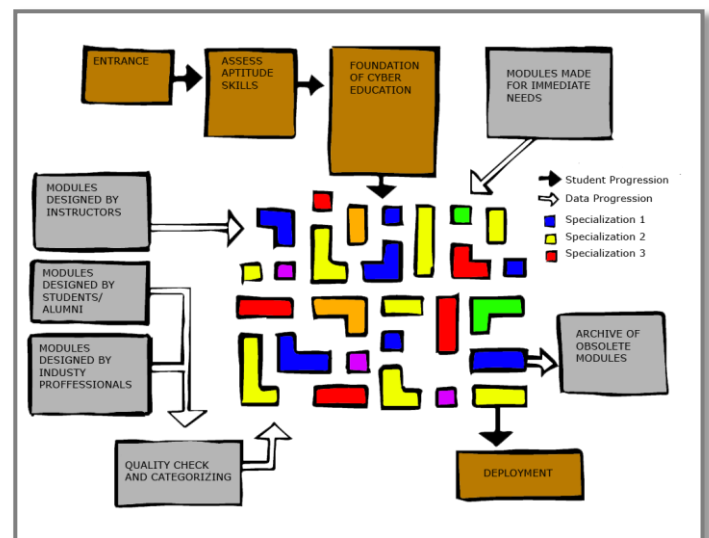 ENTRANCE
ASSESS
APTITUDE
SKILLS
FOUNDATION
OF CYBER
EDUCATION
MODULES MADE
FOR IMMEDIATE
NEEDS
MODULES
DESIGNED BY
INSTRUCTORS
Student Progression
Data Progression
Specialization 1
Specialization 2
Specialization 3
MODULES
DESIGNED BY
STUDENTS/
ALUMNI
MODULES
DESIGNED BY
INDUSTY
PROFFESSIONALS
ARCHIVE OF
OBSOLETE
MODULES
QUALITY CHECK
AND CATEGORIZING
DEPLOYMENT